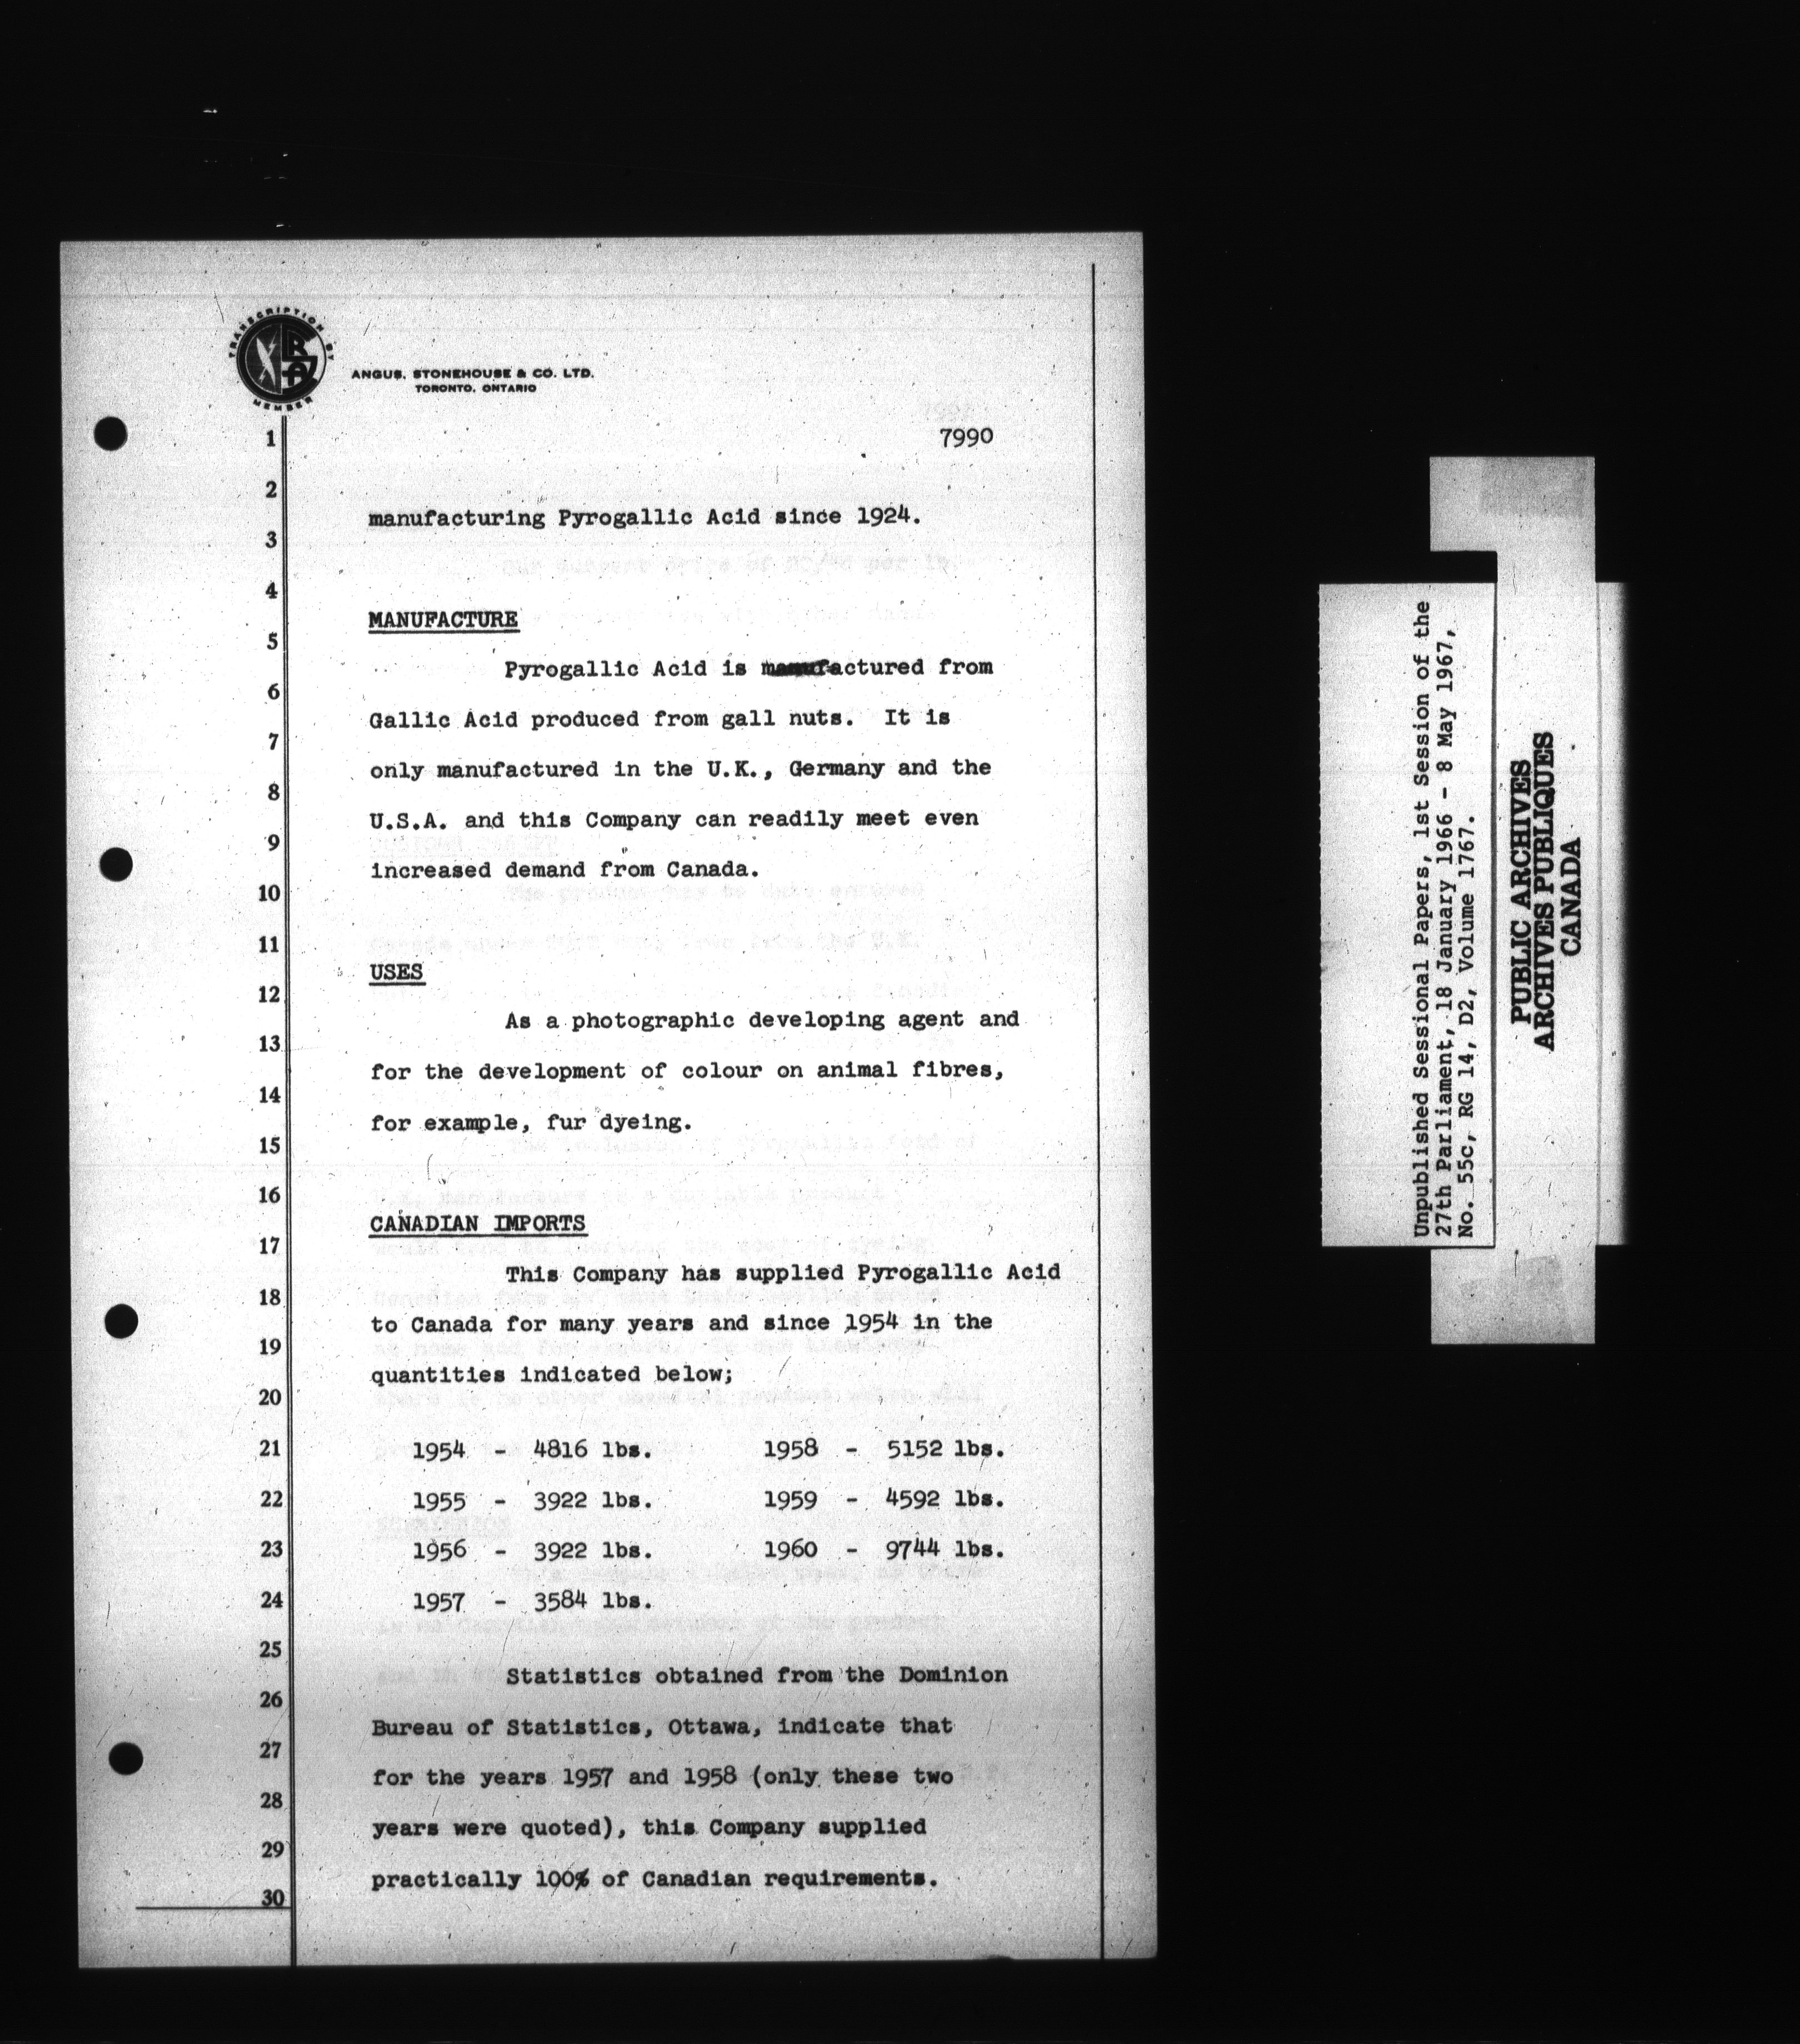 TRANSCRIPTION BY
MEMBER
ANGUS, STONEHOUSE & CO. LTD.
TORONTO, ONTARIO
7990
1
2
manufacturing Pyrogallic Acid since 1924.
3
4
MANUFACTURE
5
Pyrogallic Acid is manufactured from
6
Gallic Acid produced from gall nuts. It is
7
only manufactured in the U.K., Germany and the
8
U.S.A. and this Company can readily meet even
9
increased demand from Canada.
10
11
USES
12
As a photographic developing agent and
13
for the development of colour on animal fibres,
14
for example, fur dyeing.
15
16
CANADIAN IMPORTS
17
This Company has supplied Pyrogallic Acid
18
to Canada for many years and since 1954 in the
19
quantities indicated below;
20
21 1954 - 4816 lbs. 1958 - 5152 lbs.
22 1955 - 3922 lbs. 1959 - 4592 lbs.
23 1956 - 3922 lbs. 1960 - 9744 lbs.
24 1957 - 3584 lbs.
25
Statistics obtained from the Dominion
26
Bureau of Statistics, Ottawa, indicate that
27
for the years 1957 and 1958 (only these two
28
years were quoted), this Company supplied
29
practically 100% of Canadian requirements.
30
Unpublished Sessional Papers, 1st Session of the
27th Parliament, 18 January 1966 - 8 May 1967,
No. 55c, RG 14, D2, Volume 1767.
PUBLIC ARCHIVES
ARCHIVES PUBLIQUES
CANADA